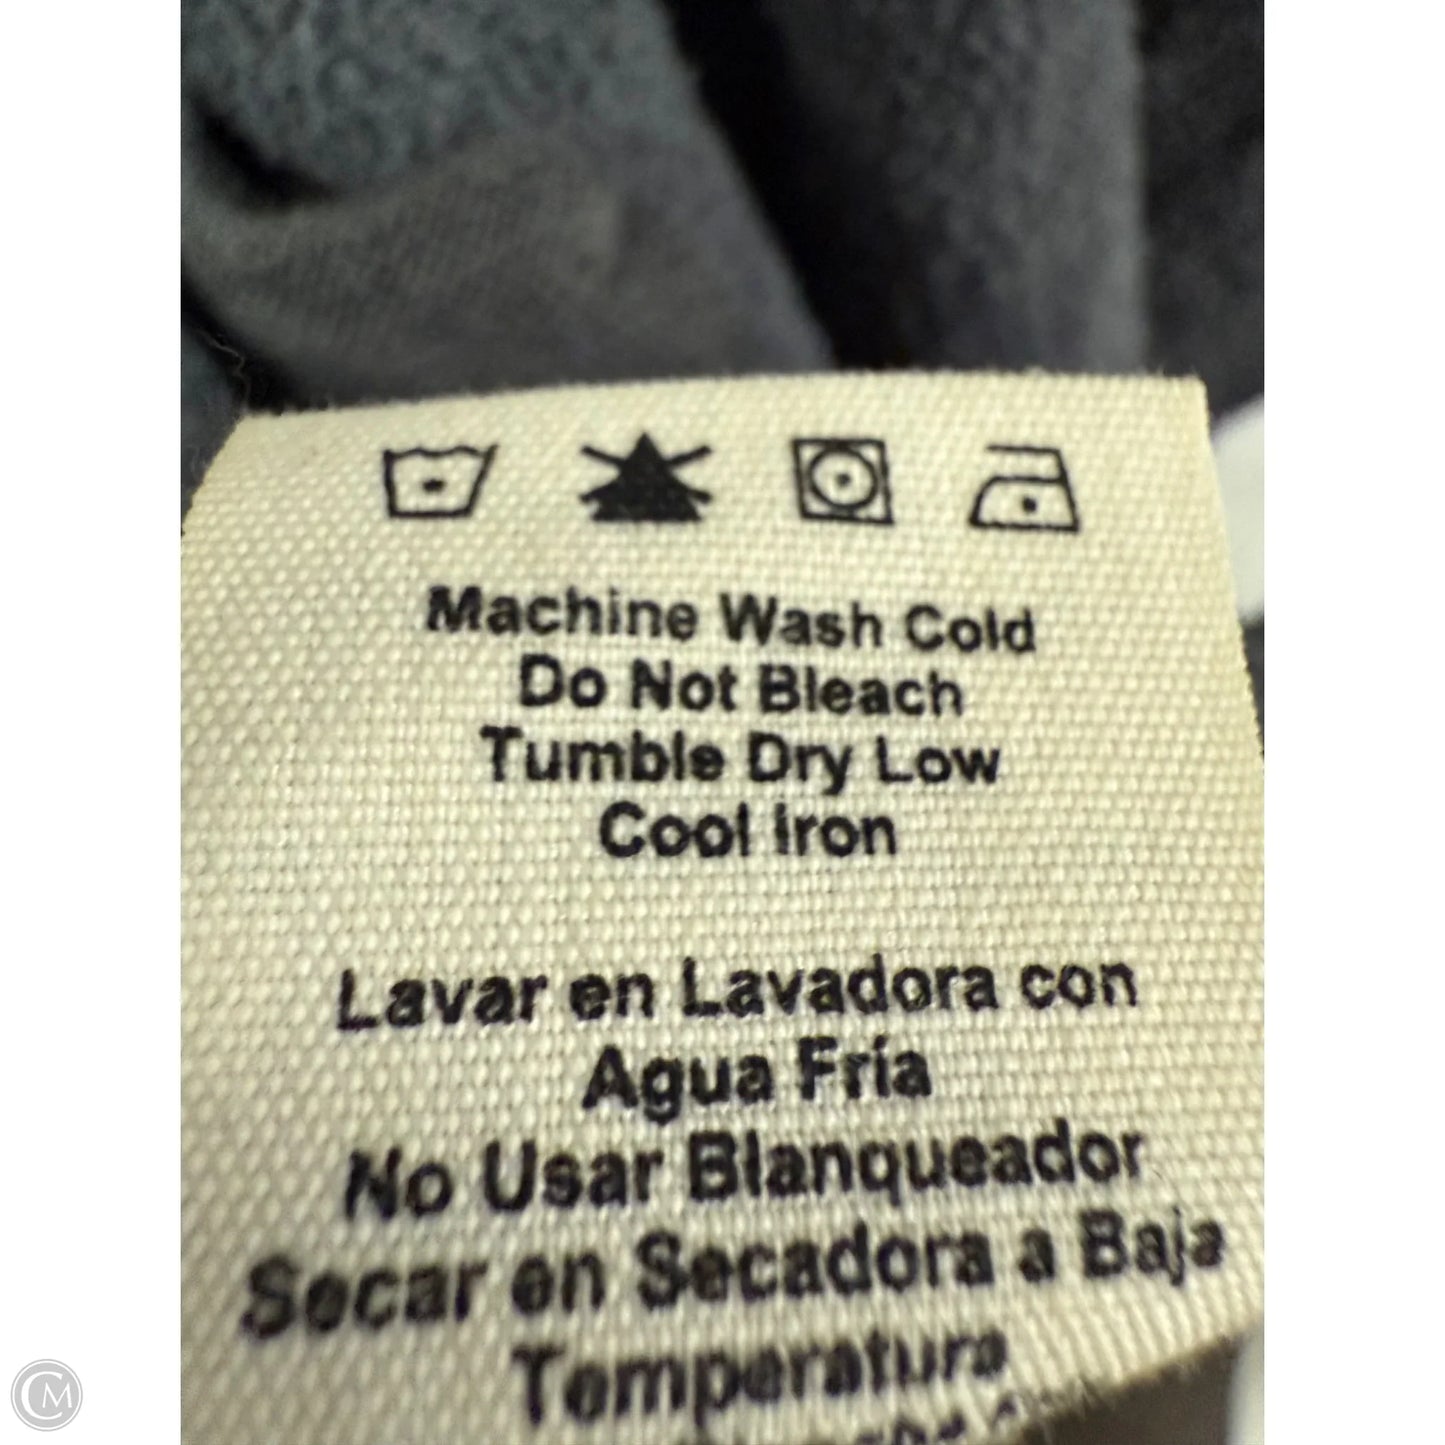 Machine Wash Cold
Do Not Bleach
Tumble Dry Low
Cool Iron
Lavar en Lavadora con
Agua Fría
No Usar Blanqueador
Secar en Secadora a Baja
Temperatura
CM